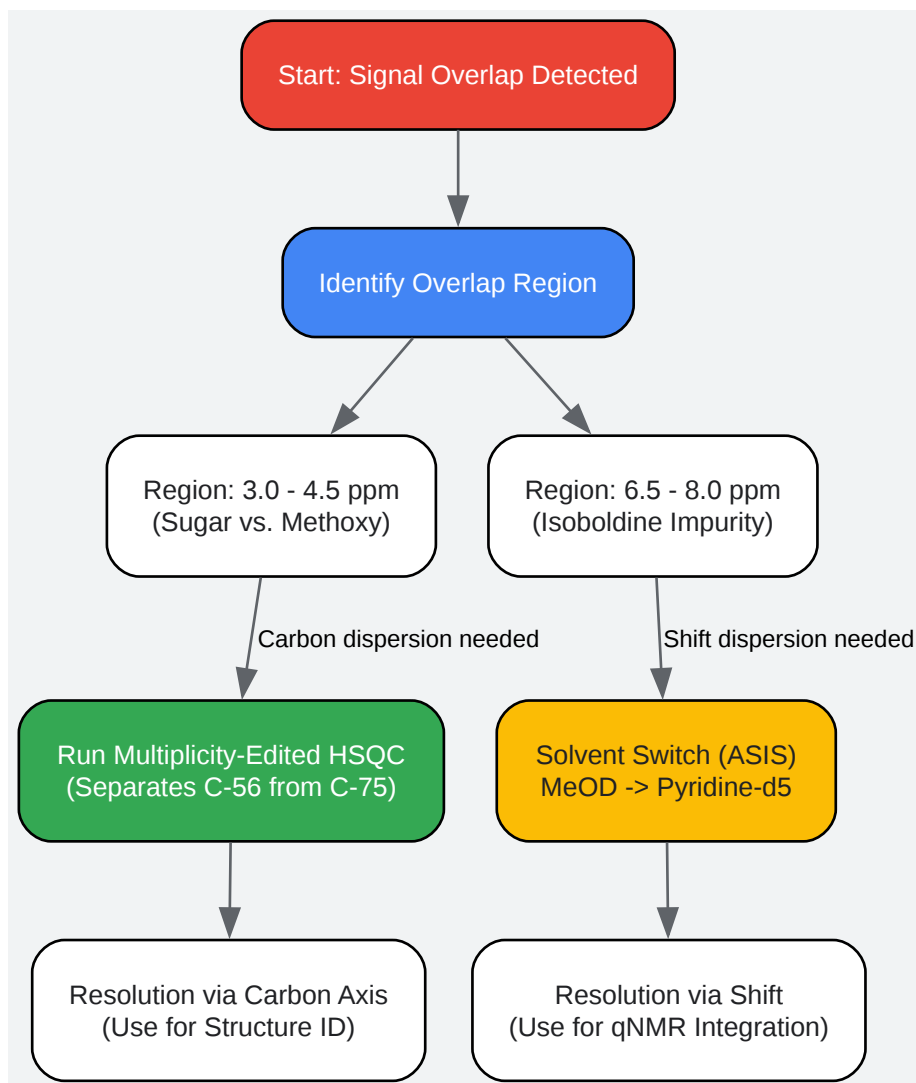 Start: Signal Overlap Detected
Identify Overlap Region
Region: 3.0 - 4.5 ppm
(Sugar vs. Methoxy)
Region: 6.5 - 8.0 ppm
(Isoboldine Impurity)
Carbon dispersion needed
Shift dispersion needed
Run Multiplicity-Edited HSQC
(Separates C-56 from C-75)
Solvent Switch (ASIS)
MeOD -> Pyridine-d5
Resolution via Carbon Axis
(Use for Structure ID)
Resolution via Shift
(Use for qNMR Integration)